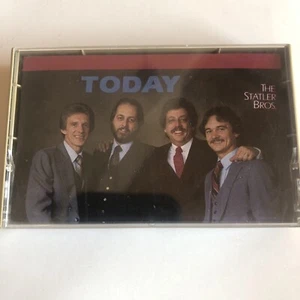 TODAY
THE
STATLER
BROS.